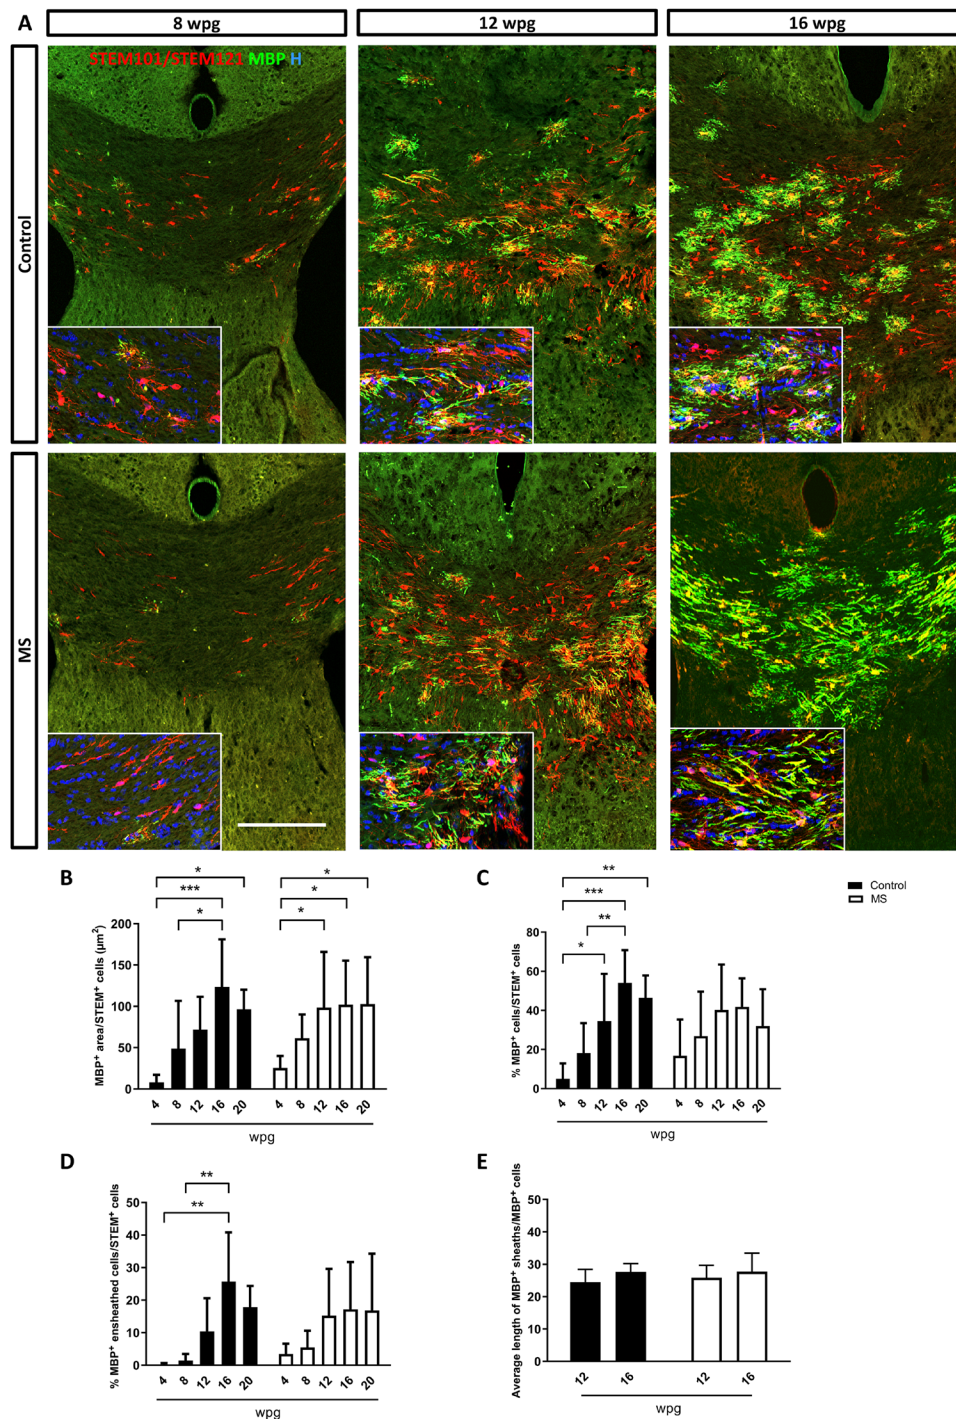 A
8 wpg
12 wpg
16 wpg
Control
STEM101/STEM121 MBP H
MS
B
MBP⁺ area/STEM⁺ cells (µm²)
200
150
100
50
0
* *** * * * *
4 8 12 16 20 4 8 12 16 20
wpg
C
% MBP⁺ cells/STEM⁺ cells
80
60
40
20
0
** *** ** *
4 8 12 16 20 4 8 12 16 20
wpg
Control
MS
D
% MBP⁺ ensheathed cells/STEM⁺ cells
50
40
30
20
10
0
** **
4 8 12 16 20 4 8 12 16 20
wpg
E
Average length of MBP⁺ sheaths/MBP⁺ cells
50
40
30
20
10
0
12 16 12 16
wpg